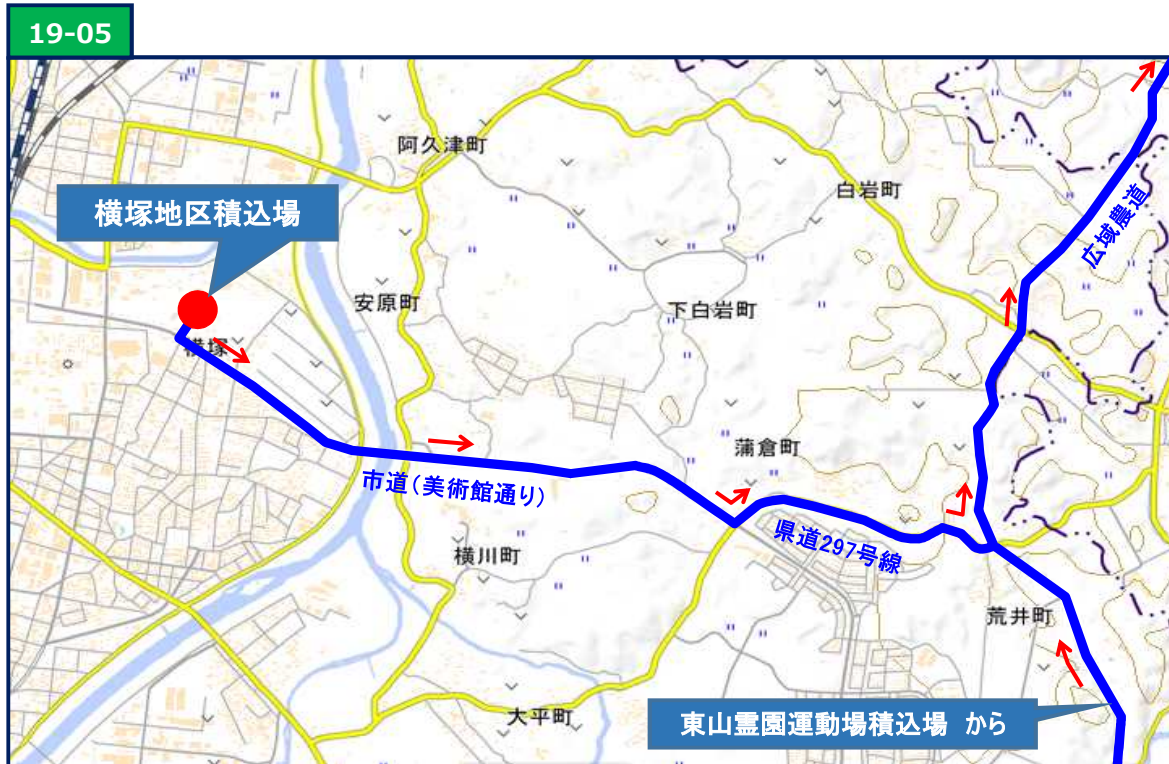 19-05
阿久津町
白岩町
横塚地区積込場
広域農道
安原町
下白岩町
横塚
蒲倉町
市道(美術館通り)
県道297号線
横川町
荒井町
大平町
東山霊園運動場積込場 から